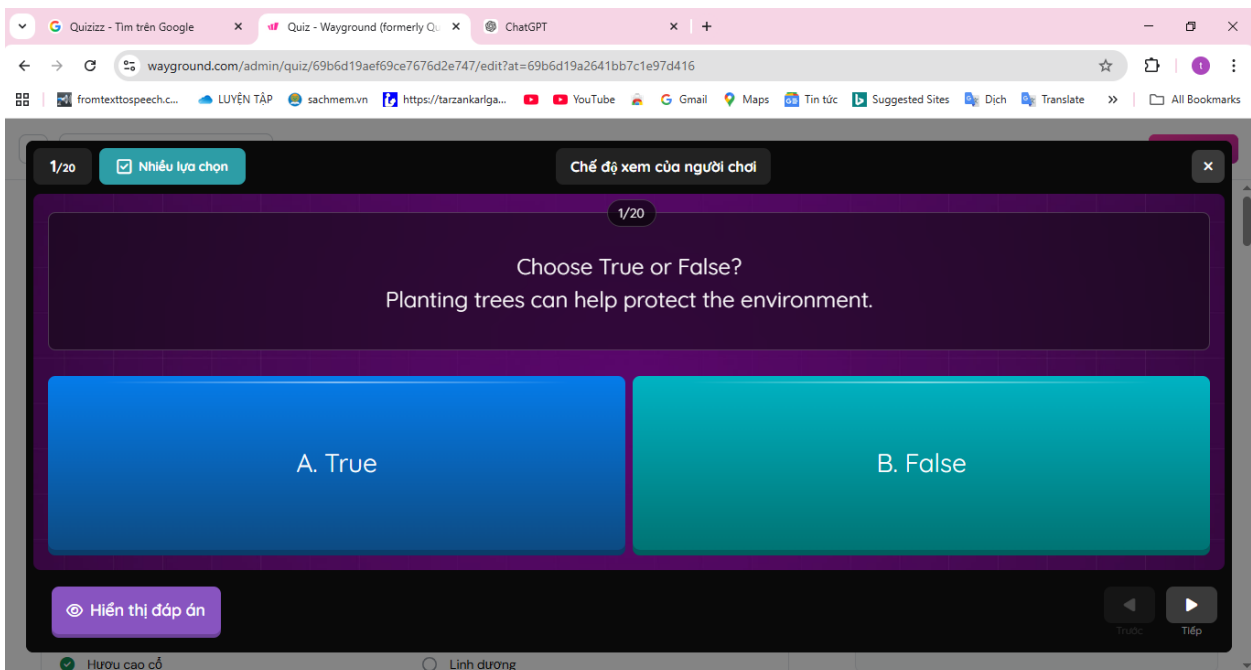 Quizizz - Tìm trên Google
Quiz - Wayground (formerly Qu
ChatGPT
wayground.com/admin/quiz/69b6d19aef69ce7676d2e747/edit?at=69b6d19a2641bb7c1e97d416
t
fromtexttospeech.c...
LUYỆN TẬP
sachmem.vn
https://tarzankarlga...
YouTube
Gmail
Maps
Tin tức
Suggested Sites
Dịch
Translate
All Bookmarks
1/20
Nhiều lựa chọn
Chế độ xem của người chơi
1/20
Choose True or False?
Planting trees can help protect the environment.
A. True
B. False
Hiển thị đáp án
Trước
Tiếp
Hươu cao cổ
Linh dương